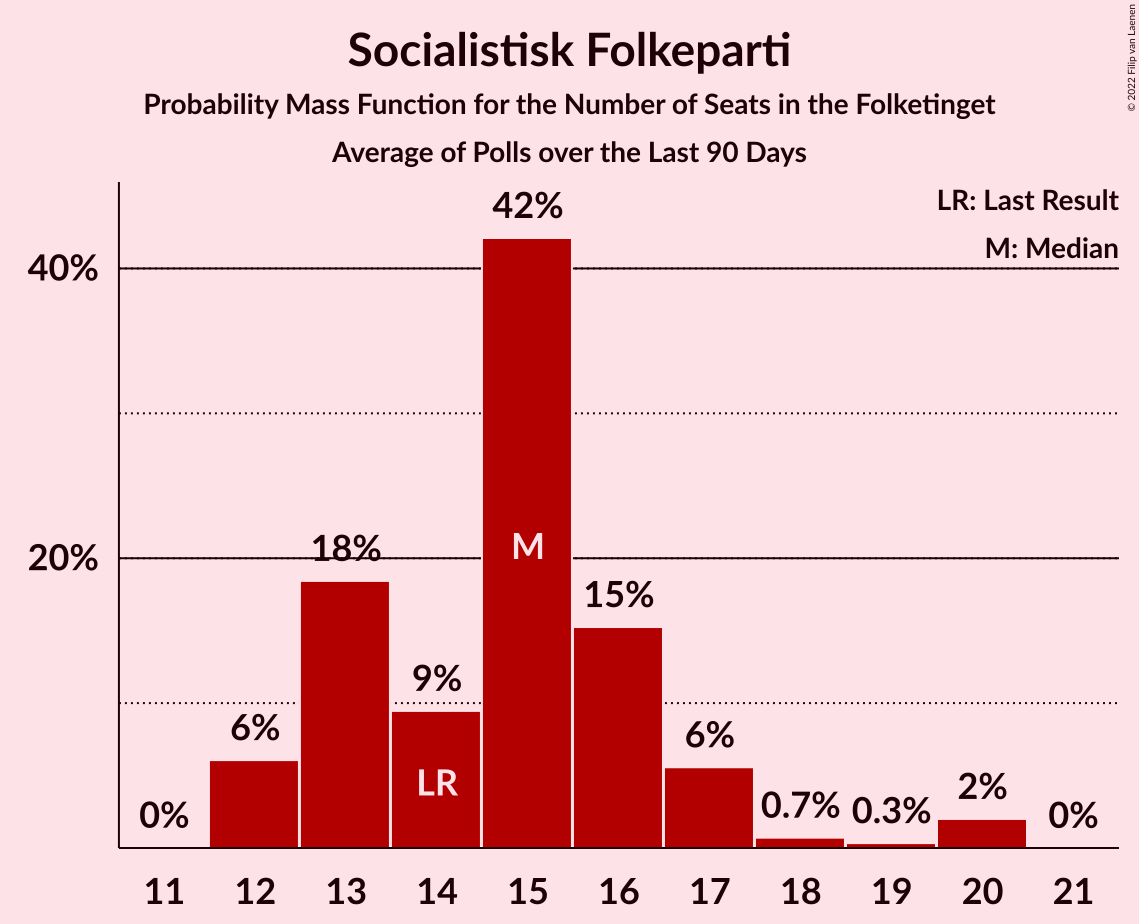 Socialistisk Folkeparti
Probability Mass Function for the Number of Seats in the Folketinget
Average of Polls over the Last 90 Days
© 2022 Filip van Laenen
LR: Last Result
M: Median
40%
20%
0%
6%
18%
9%
42%
15%
6%
0.7%
0.3%
2%
0%
LR
M
11 12 13 14 15 16 17 18 19 20 21